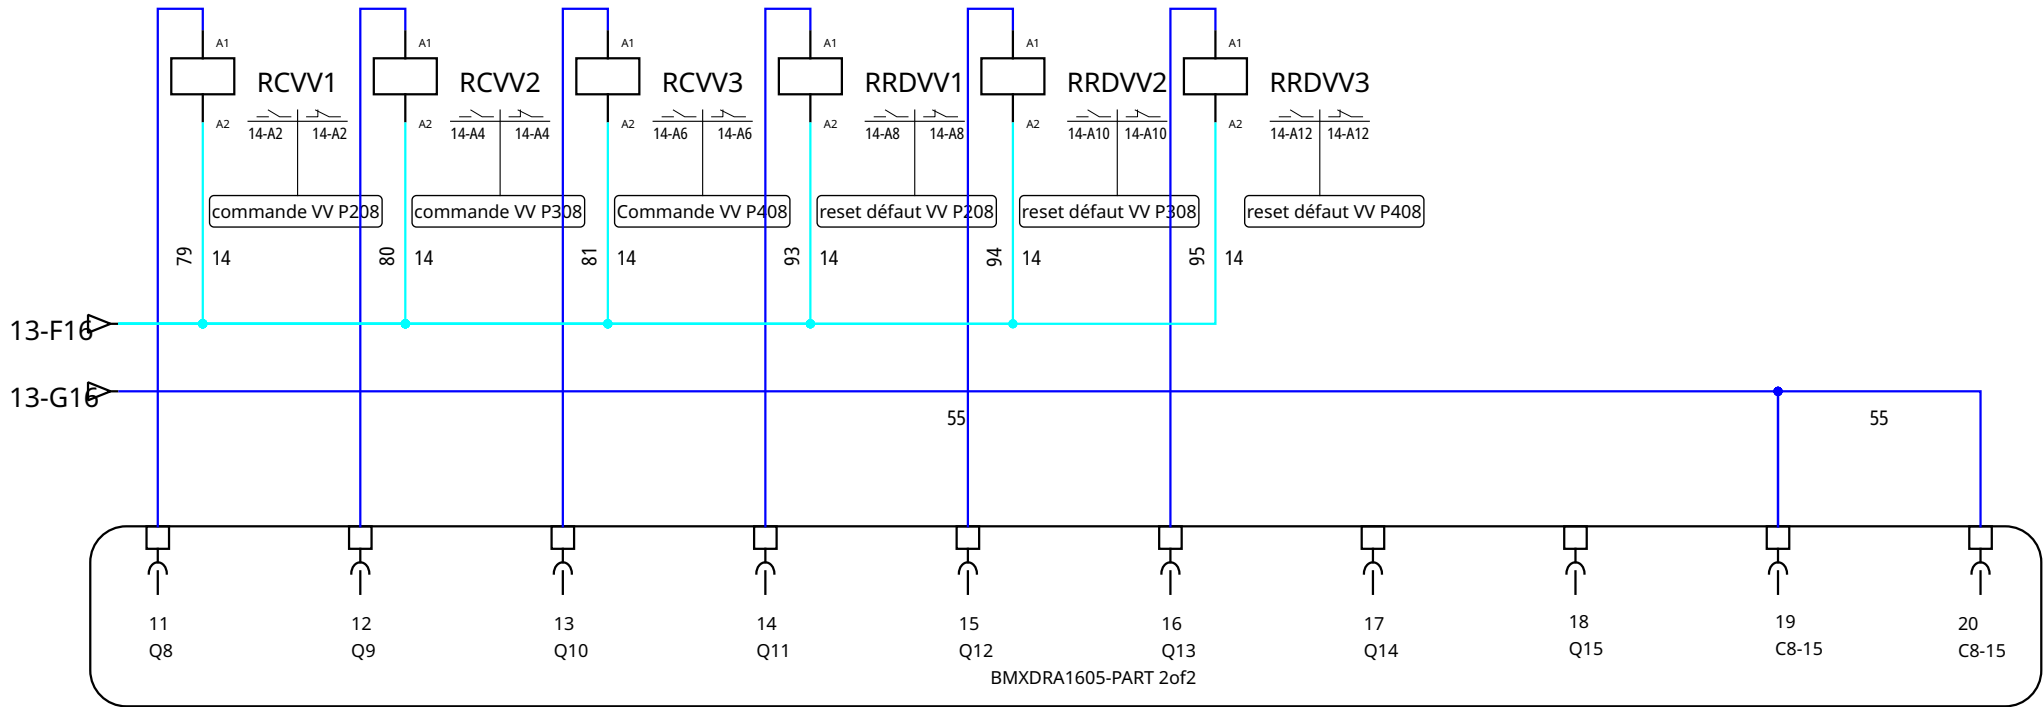 A1 A1 A1 A1 A1 A1
RCVV1 RCVV2 RCVV3 RRDVV1 RRDVV2 RRDVV3
A2 A2 A2 A2 A2 A2
14-A2 14-A2 14-A4 14-A4 14-A6 14-A6 14-A8 14-A8 14-A10 14-A10 14-A12 14-A12
commande VV P208 commande VV P308 Commande VV P408 reset défaut VV P208 reset défaut VV P308 reset défaut VV P408
79 14 80 14 81 14 93 14 94 14 95 14
13-F16
13-G16
55 55
11 12 13 14 15 16 17 18 19 20
Q8 Q9 Q10 Q11 Q12 Q13 Q14 Q15 C8-15 C8-15
BMXDRA1605-PART 2of2